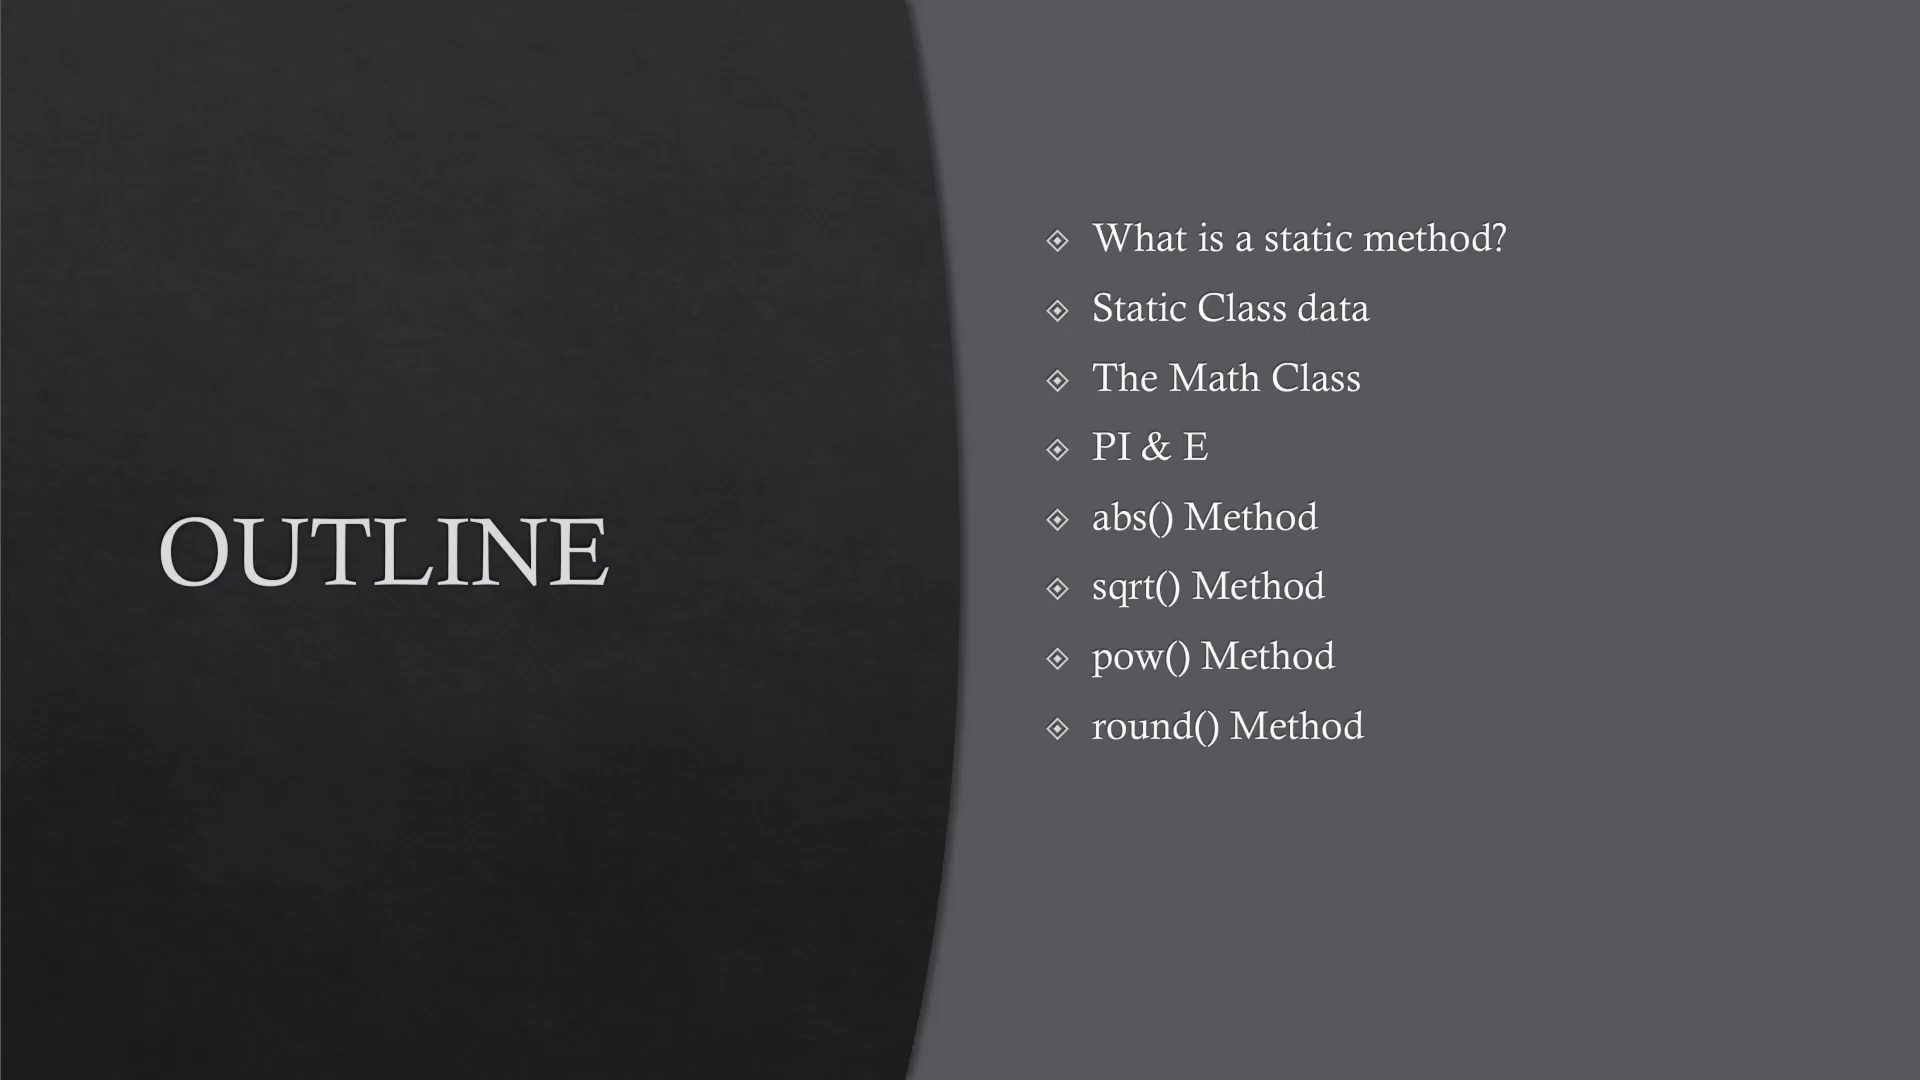 OUTLINE
What is a static method?
Static Class data
The Math Class
PI & E
abs() Method
sqrt() Method
pow() Method
round() Method